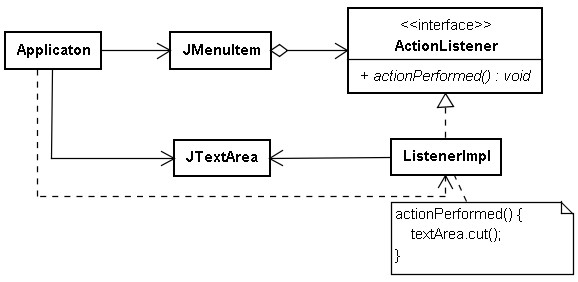 <<interface>>
Applicaton
JMenuItem
ActionListener
+ actionPerformed() : void
JTextArea
ListenerImpl
actionPerformed() {
textArea.cut();
}